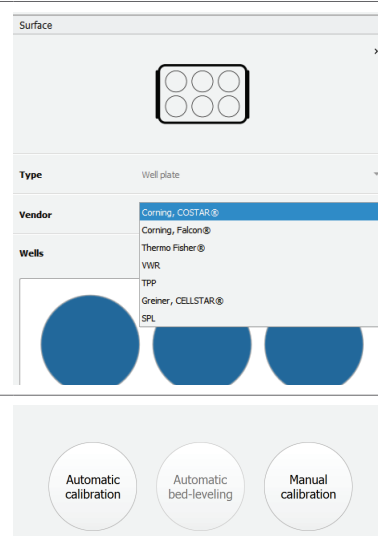 Surface
Type
Well plate
Vendor
Corning, COSTAR®
Corning, Falcon®
Wells
Thermo Fisher®
VWR
TPP
Greiner, CELLSTAR®
SPL
Automatic
calibration
Automatic
bed-leveling
Manual
calibration